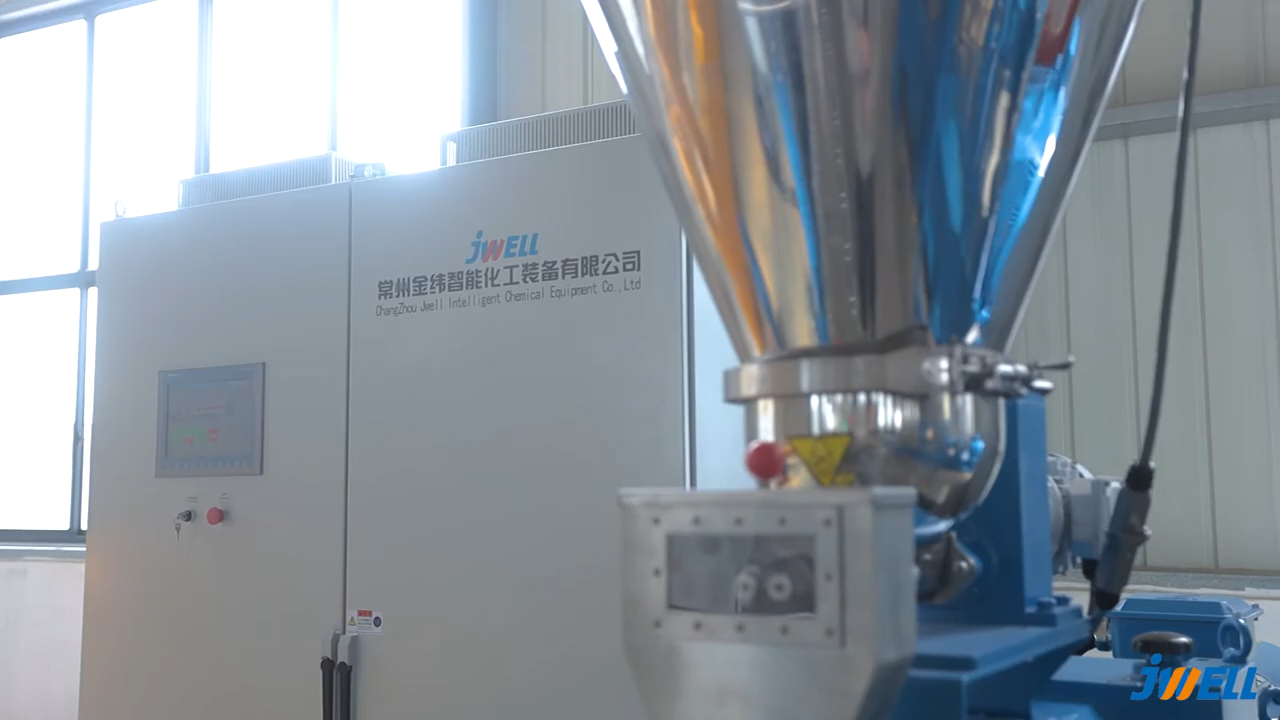 JWELL
常州金纬智能化工装备有限公司
ChangZhou Jwell Intelligent Chemical Equipment Co.,Ltd
JWELL